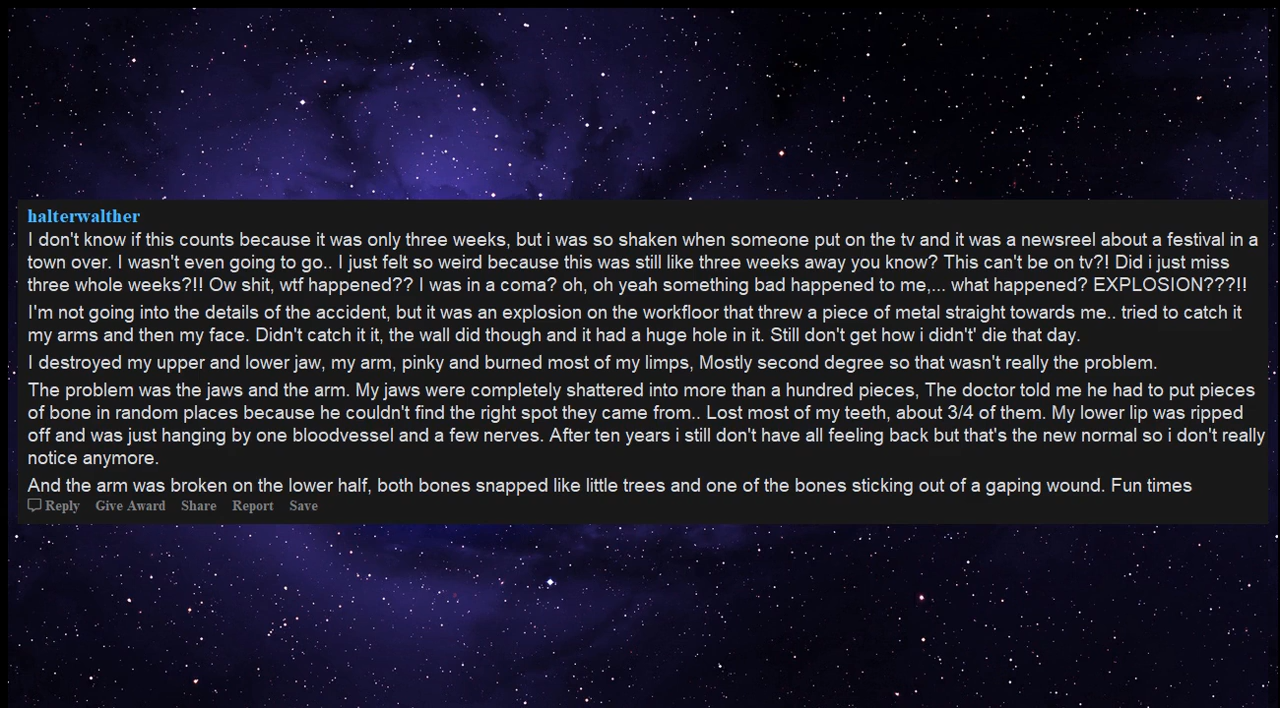 halterwalther
I don't know if this counts because it was only three weeks, but i was so shaken when someone put on the tv and it was a newsreel about a festival in a
town over. I wasn't even going to go.. I just felt so weird because this was still like three weeks away you know? This can't be on tv?! Did i just miss
three whole weeks?!! Ow shit, wtf happened?? I was in a coma? oh, oh yeah something bad happened to me,... what happened? EXPLOSION???!!
I'm not going into the details of the accident, but it was an explosion on the workfloor that threw a piece of metal straight towards me.. tried to catch it
my arms and then my face. Didn't catch it it, the wall did though and it had a huge hole in it. Still don't get how i didn't' die that day.
I destroyed my upper and lower jaw, my arm, pinky and burned most of my limps, Mostly second degree so that wasn't really the problem.
The problem was the jaws and the arm. My jaws were completely shattered into more than a hundred pieces, The doctor told me he had to put pieces
of bone in random places because he couldn't find the right spot they came from.. Lost most of my teeth, about 3/4 of them. My lower lip was ripped
off and was just hanging by one bloodvessel and a few nerves. After ten years i still don't have all feeling back but that's the new normal so i don't really
notice anymore.
And the arm was broken on the lower half, both bones snapped like little trees and one of the bones sticking out of a gaping wound. Fun times
Reply Give Award Share Report Save